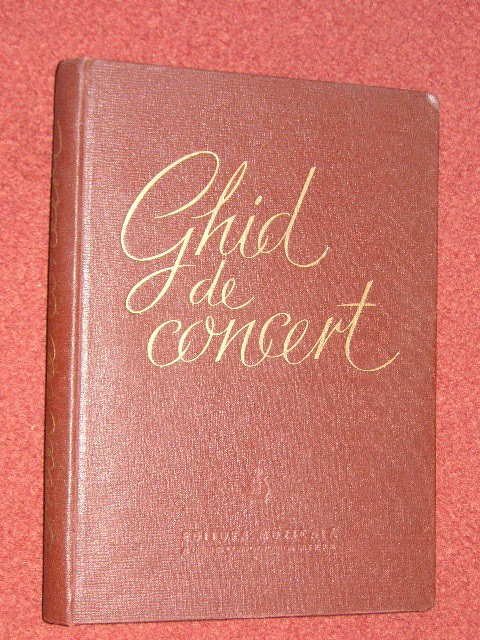 Ghid
de
concert
EDITURA MUZICALĂ